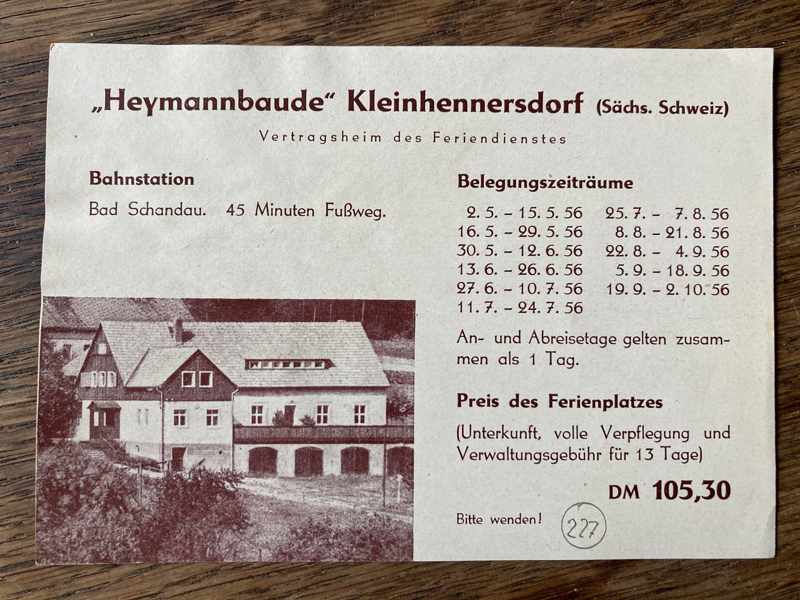 „Heymannbaude“ Kleinhennersdorf (Sächs. Schweiz)
Vertragsheim des Feriendienstes
Bahnstation
Bad Schandau. 45 Minuten Fußweg.
Belegungszeiträume
2. 5. – 15. 5. 56 25. 7. – 7. 8. 56
16. 5. – 29. 5. 56 8. 8. – 21. 8. 56
30. 5. – 12. 6. 56 22. 8. – 4. 9. 56
13. 6. – 26. 6. 56 5. 9. – 18. 9. 56
27. 6. – 10. 7. 56 19. 9. – 2. 10. 56
11. 7. – 24. 7. 56
An- und Abreisetage gelten zusam-
men als 1 Tag.
Preis des Ferienplatzes
(Unterkunft, volle Verpflegung und
Verwaltungsgebühr für 13 Tage)
DM 105,30
Bitte wenden!
227